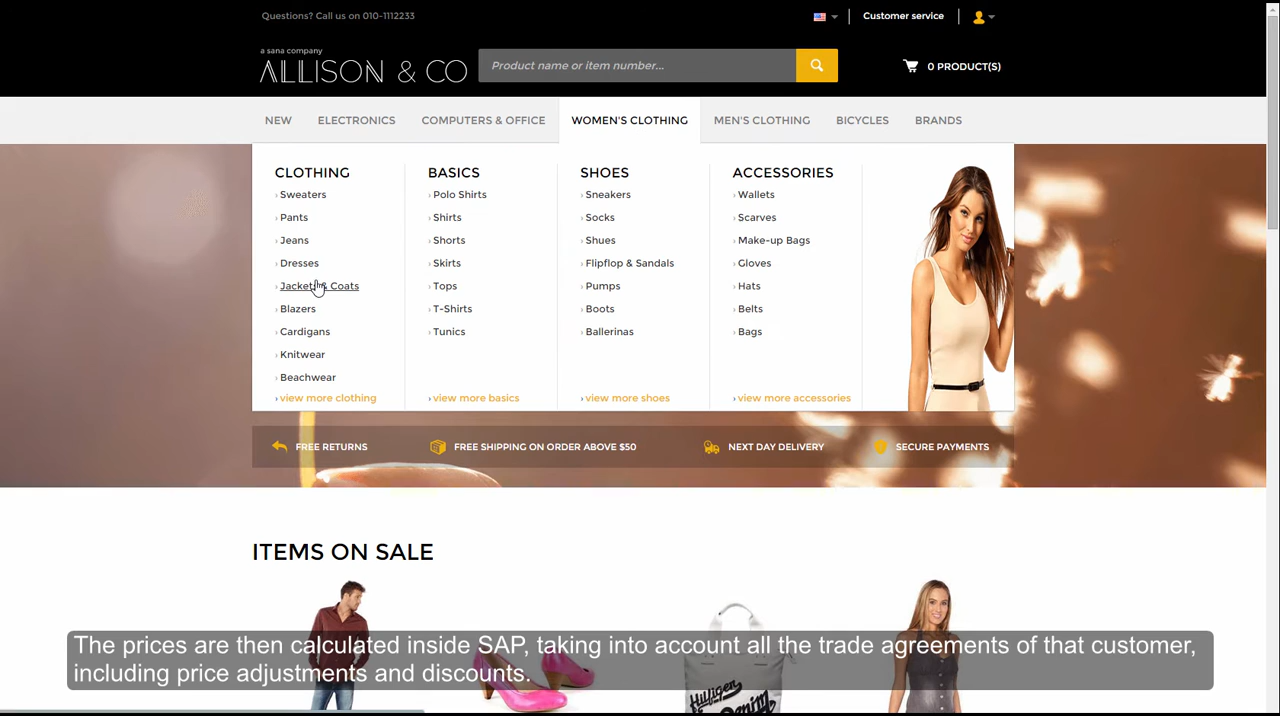 Questions? Call us on 010-1112233
Customer service
a sana company
ALLISON & CO
Product name or item number...
0 PRODUCT(S)
NEW ELECTRONICS COMPUTERS & OFFICE WOMEN'S CLOTHING MEN'S CLOTHING BICYCLES BRANDS
CLOTHING
Sweaters
Pants
Jeans
Dresses
Jackets & Coats
Blazers
Cardigans
Knitwear
Beachwear
view more clothing
BASICS
Polo Shirts
Shirts
Shorts
Skirts
Tops
T-Shirts
Tunics
view more basics
SHOES
Sneakers
Socks
Shues
Flipflop & Sandals
Pumps
Boots
Ballerinas
view more shoes
ACCESSORIES
Wallets
Scarves
Make-up Bags
Gloves
Hats
Belts
Bags
view more accessories
FREE RETURNS FREE SHIPPING ON ORDER ABOVE $50 NEXT DAY DELIVERY SECURE PAYMENTS
ITEMS ON SALE
The prices are then calculated inside SAP, taking into account all the trade agreements of that customer,
including price adjustments and discounts.